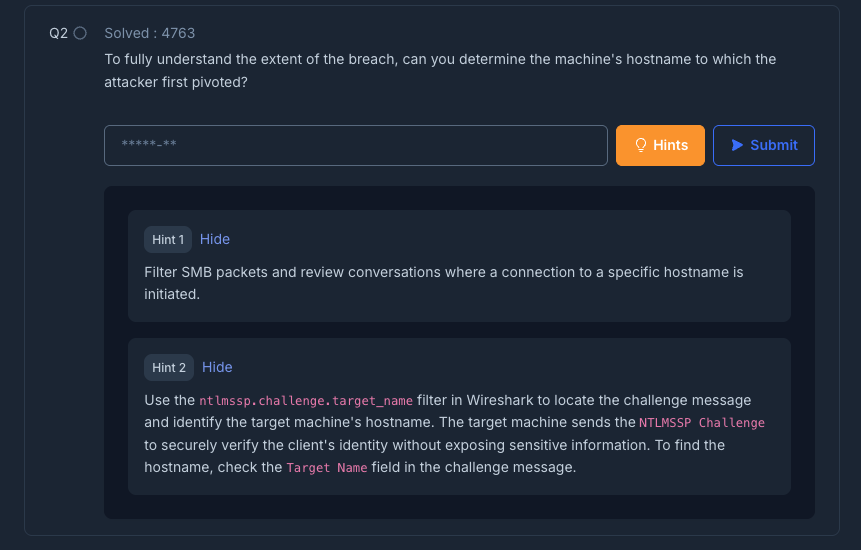 Q2 Solved : 4763
To fully understand the extent of the breach, can you determine the machine's hostname to which the
attacker first pivoted?
*****-** Hints Submit
Hint 1 Hide
Filter SMB packets and review conversations where a connection to a specific hostname is
initiated.
Hint 2 Hide
Use the ntlmssp.challenge.target_name filter in Wireshark to locate the challenge message
and identify the target machine's hostname. The target machine sends the NTLMSSP Challenge
to securely verify the client's identity without exposing sensitive information. To find the
hostname, check the Target Name field in the challenge message.